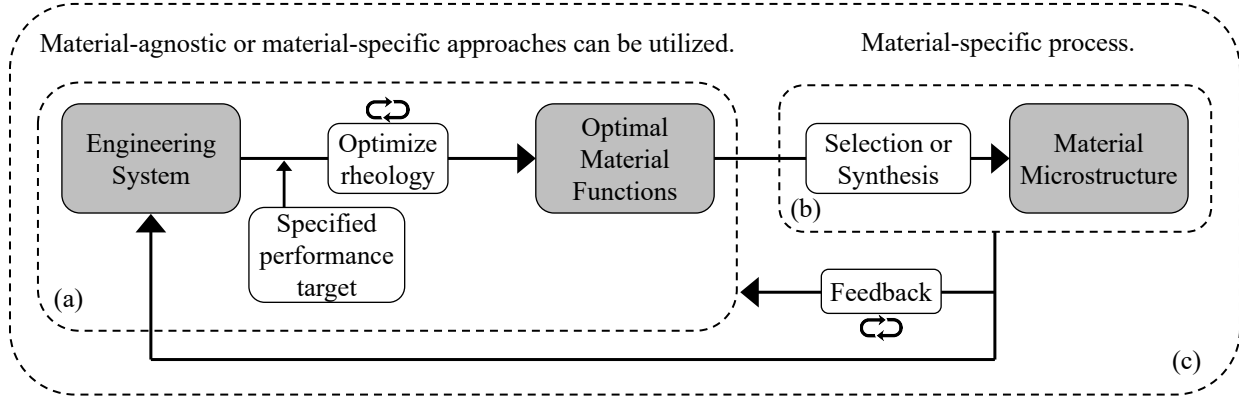 Material-agnostic or material-specific approaches can be utilized.
Material-specific process.
Engineering
System
Optimize
rheology
Optimal
Material
Functions
Selection or
Synthesis
Material
Microstructure
Specified
performance
target
(a)
(b)
Feedback
(c)